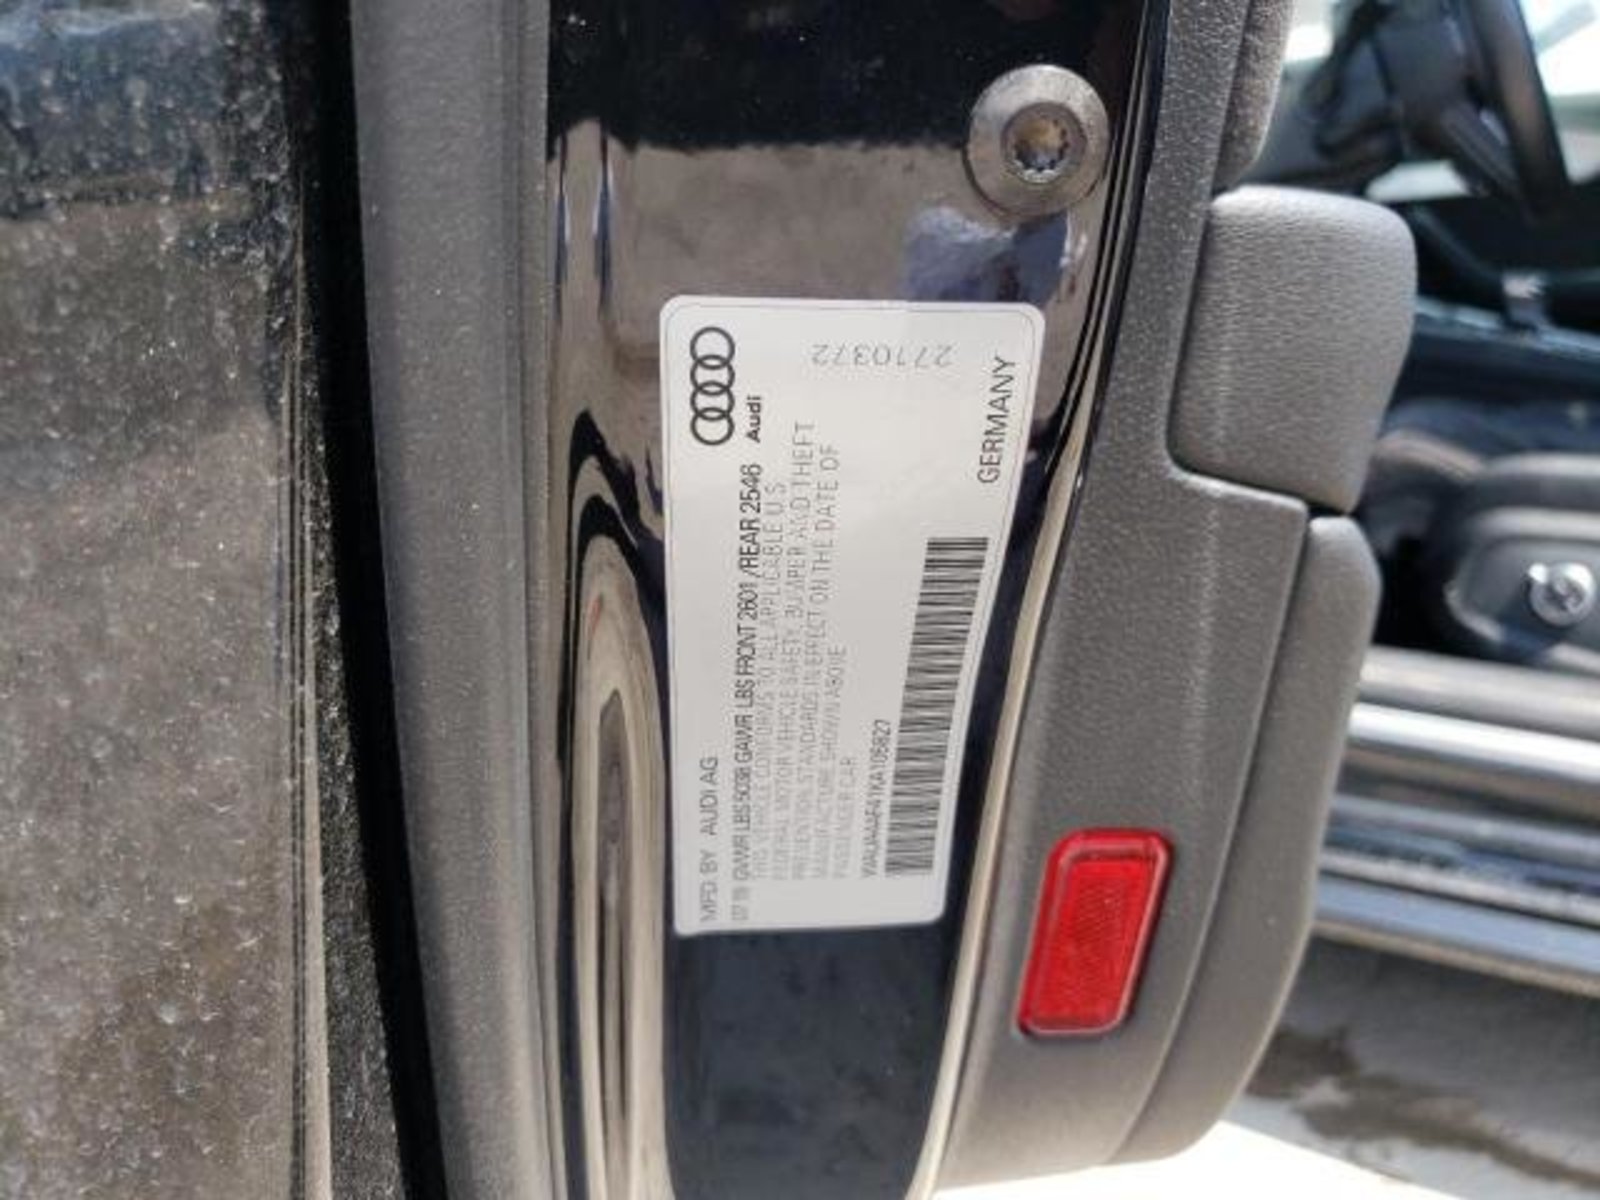 Audi
2710372
MFD BY AUDI AG
GVWR LBS 5038 GAWR LBS FRONT 2601 /REAR 2546
THIS VEHICLE CONFORMS TO ALL APPLICABLE U S
FEDERAL MOTOR VEHICLE SAFETY, BUMPER AND THEFT
PREVENTION STANDARDS IN EFFECT ON THE DATE OF
MANUFACTURE SHOWN ABOVE
PASSENGER CAR
GERMANY